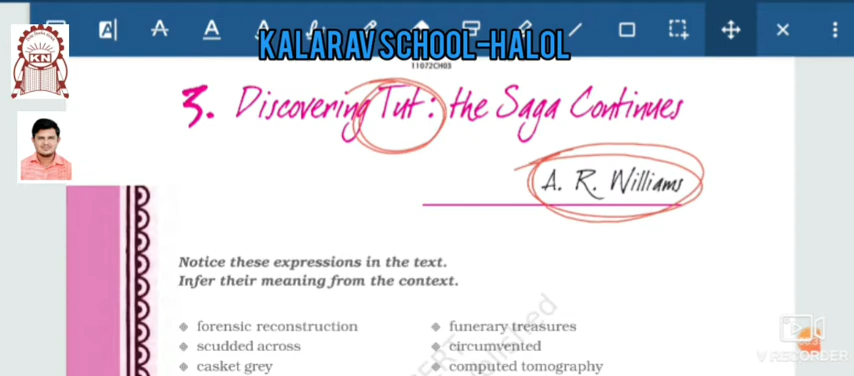 KALARAV SCHOOL-HALOL
11072CH03
3. Discovering Tut: the Saga Continues
A. R. Williams
Notice these expressions in the text.
Infer their meaning from the context.
forensic reconstruction
scudded across
casket grey
funerary treasures
circumvented
computed tomography
KN
V RECORDER